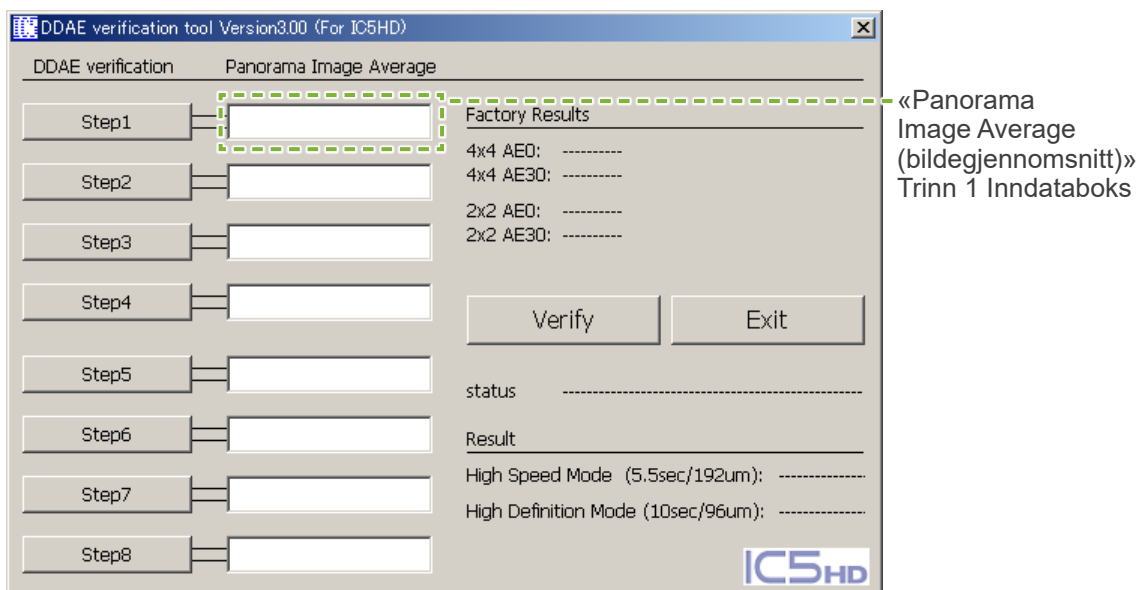 DDAE verification tool Version3.00 (For IC5HD)
DDAE verification Panorama Image Average
Step1
Step2
Step3
Step4
Step5
Step6
Step7
Step8
Factory Results
4x4 AE0: ----------
4x4 AE30: ----------
2x2 AE0: ----------
2x2 AE30: ----------
Verify Exit
status --------------------------------------------------
Result
High Speed Mode (5.5sec/192um): ---------------
High Definition Mode (10sec/96um): ---------------
IC5HD
«Panorama
Image Average
(bildegjennomsnitt)»
Trinn 1 Inndataboks